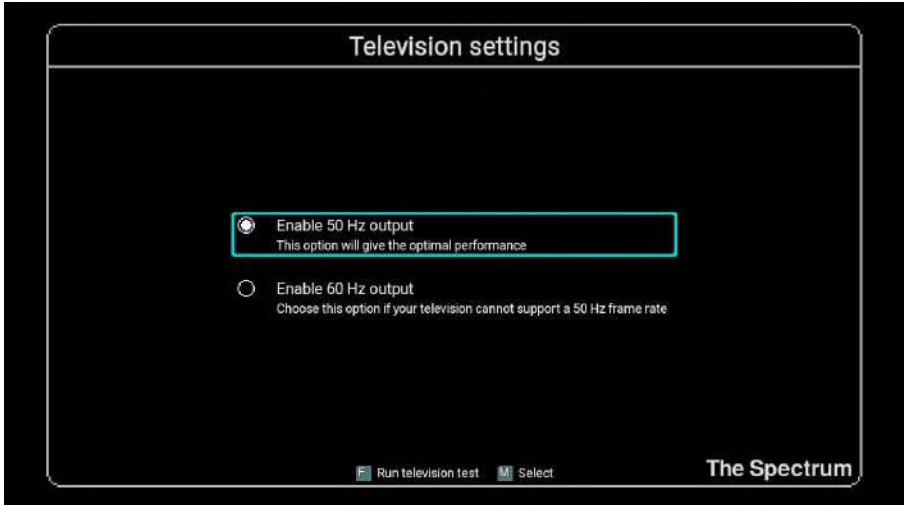 Television settings
Enable 50 Hz output
This option will give the optimal performance
Enable 60 Hz output
Choose this option if your television cannot support a 50 Hz frame rate
F Run television test M Select
The Spectrum